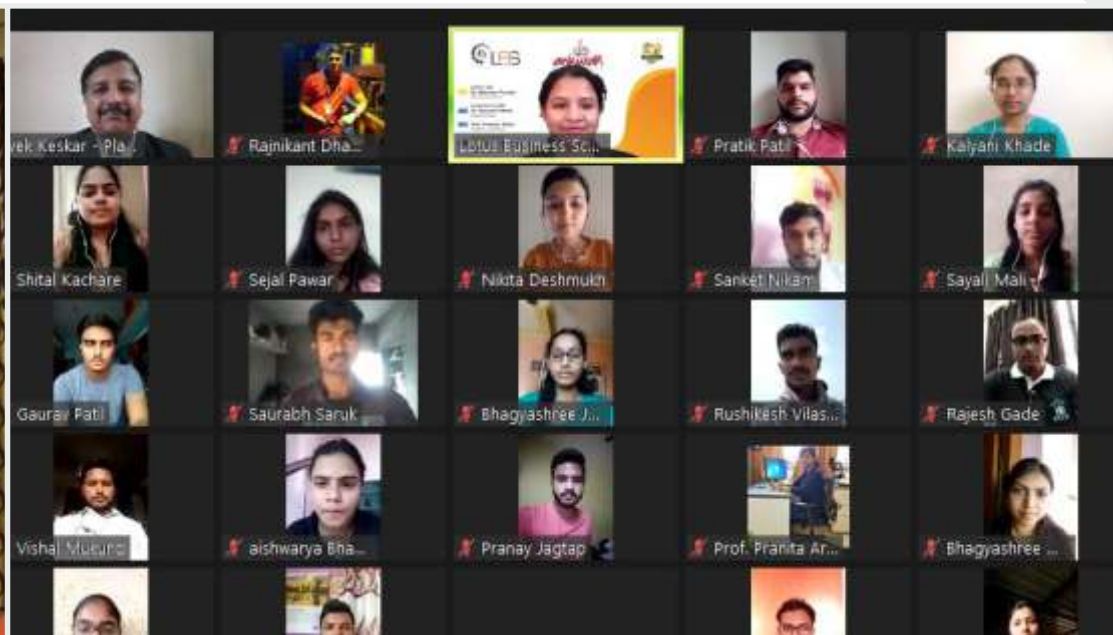 LBS
yek Keskar - Pla...
Rajnikant Dha...
Lotus Business Sc...
Pratik Patil
Kalyani Khade
Shital Kachare
Sejal Pawar
Nikita Deshmukh
Sanket Nikam
Sayali Mali
Gaurav Patil
Saurabh Saruk
Bhagyashree J...
Rushikesh Vilas...
Rajesh Gade
Vishal Mukund
aishwarya Bha...
Pranay Jagtap
Prof. Pranita Ar...
Bhagyashree ...